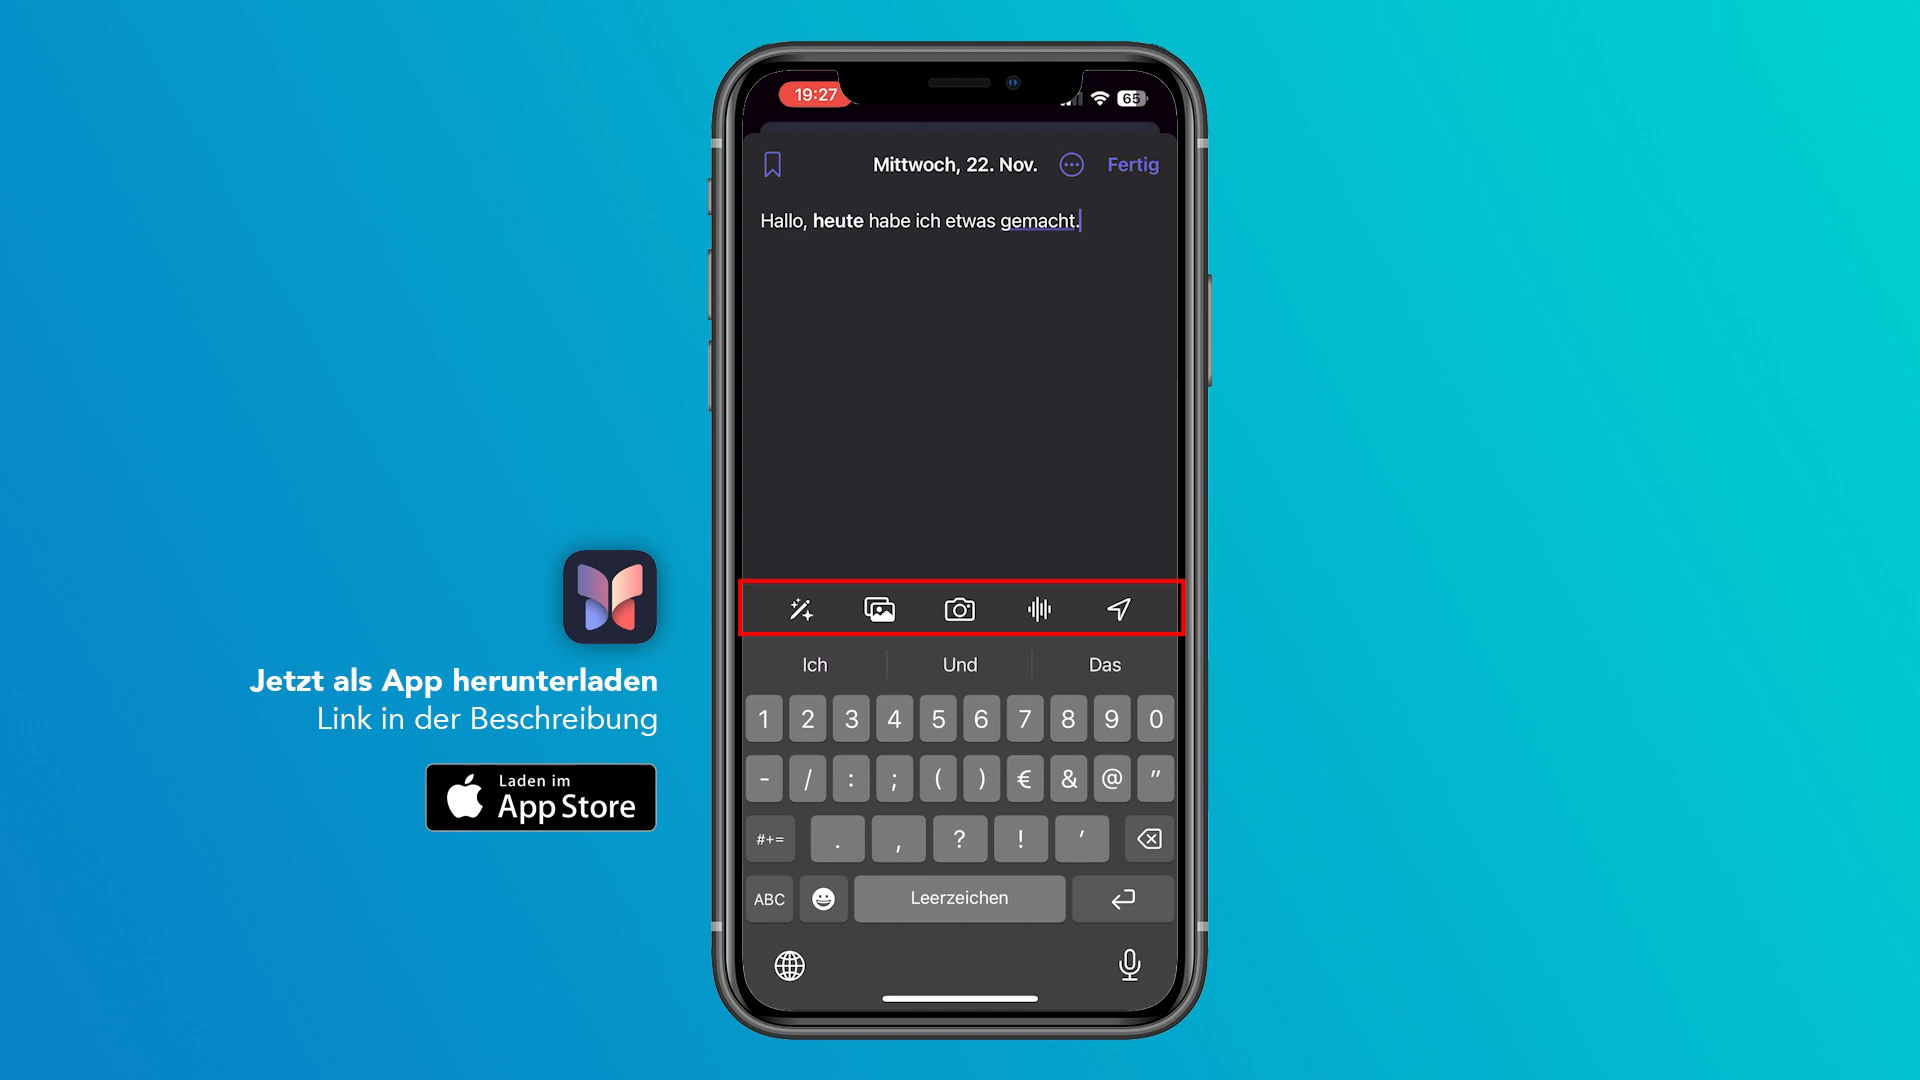 19:27
65
Mittwoch, 22. Nov.
Fertig
Hallo, heute habe ich etwas gemacht.
Jetzt als App herunterladen
Link in der Beschreibung
Laden im
App Store
Ich Und Das
1 2 3 4 5 6 7 8 9 0
- / : ; ( ) € & @ "
#+= . , ? ! '
ABC Leerzeichen